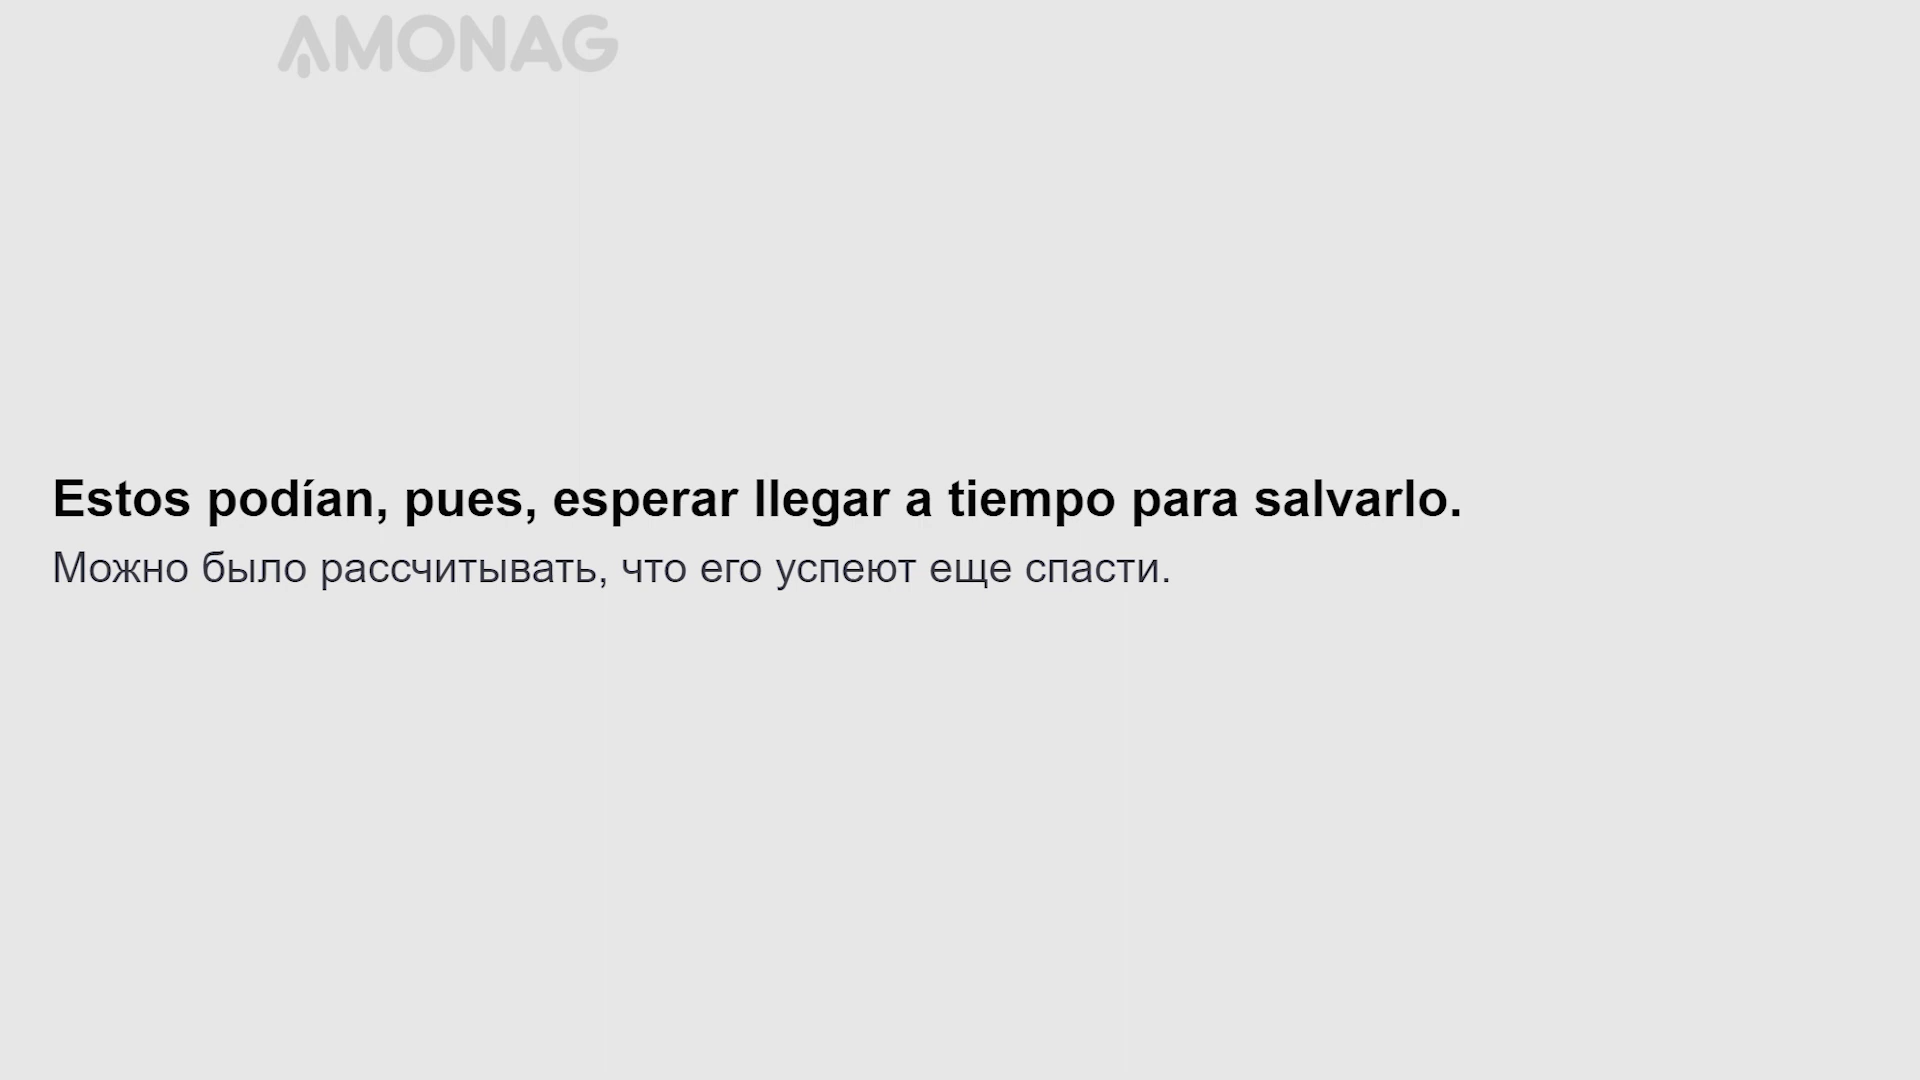 AMONAG
Estos podían, pues, esperar llegar a tiempo para salvarlo.
Можно было рассчитывать, что его успеют еще спасти.